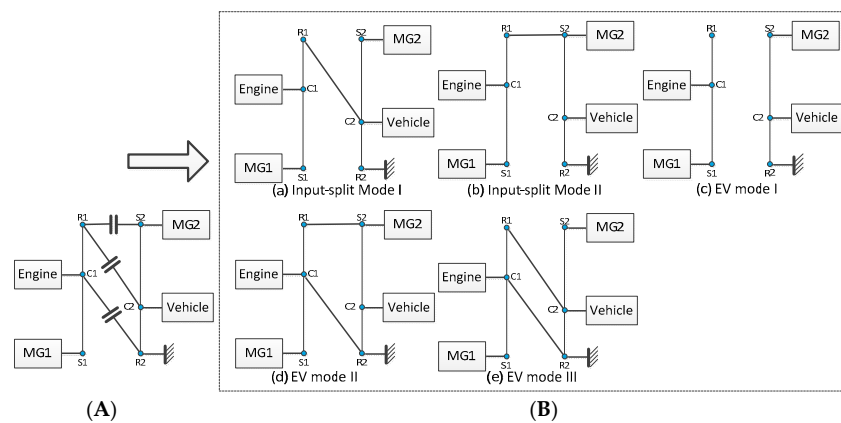 R1
S2
MG2
Engine
C1
C2
Vehicle
MG1
S1
R2
(a) Input-split Mode I
R1
S2
MG2
Engine
C1
C2
Vehicle
MG1
S1
R2
(b) Input-split Mode II
R1
S2
MG2
Engine
C1
C2
Vehicle
MG1
S1
R2
(c) EV mode I
R1
S2
MG2
Engine
C1
C2
Vehicle
MG1
S1
R2
(A)
R1
S2
MG2
Engine
C1
C2
Vehicle
MG1
S1
R2
(d) EV mode II
R1
S2
MG2
Engine
C1
C2
Vehicle
MG1
S1
R2
(e) EV mode III
(B)